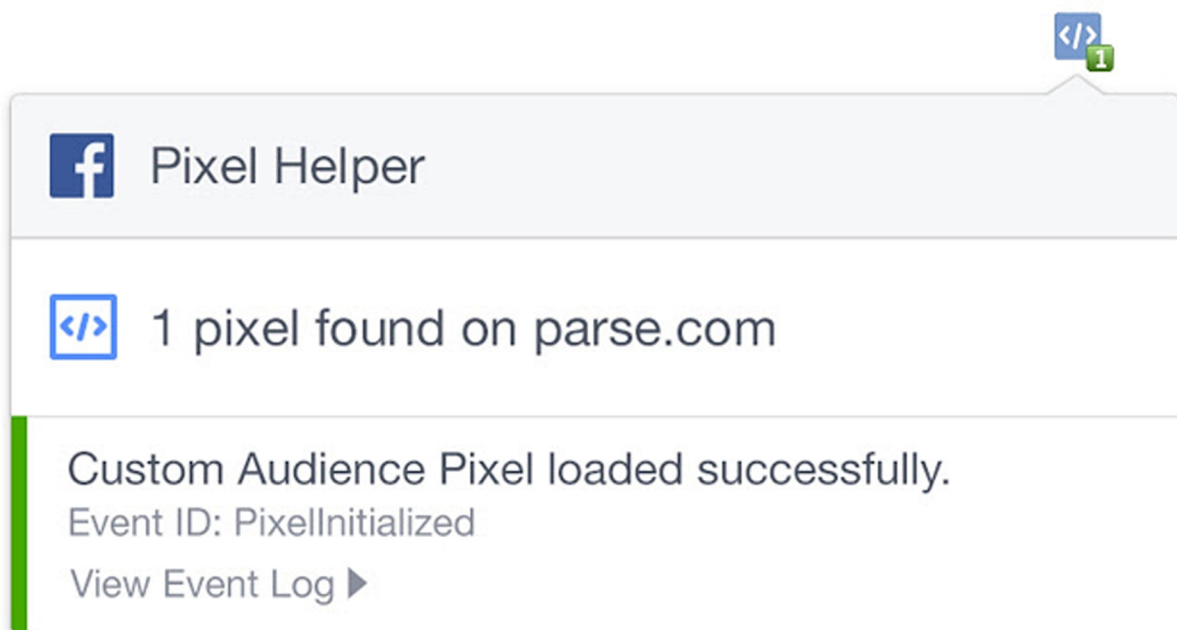 </>
1
f Pixel Helper
</> 1 pixel found on parse.com
Custom Audience Pixel loaded successfully.
Event ID: PixelInitialized
View Event Log